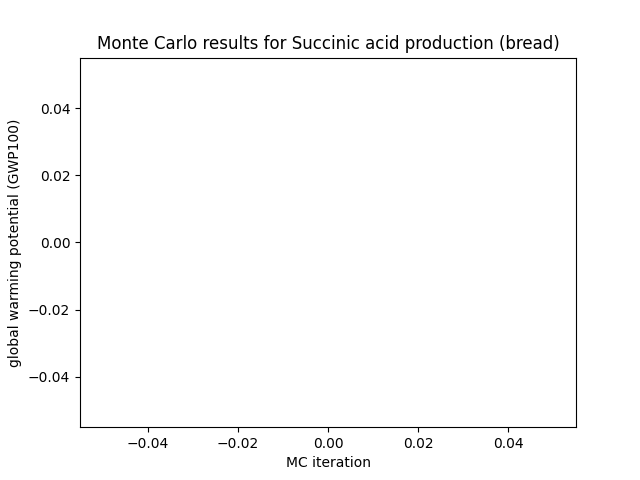 Monte Carlo results for Succinic acid production (bread)
global warming potential (GWP100)
0.04
0.02
0.00
−0.02
−0.04
−0.04 −0.02 0.00 0.02 0.04
MC iteration